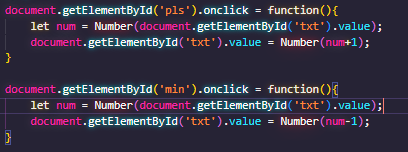 document.getElementById('pls').onclick = function(){
    let num = Number(document.getElementById('txt').value);
    document.getElementById('txt').value = Number(num+1);
}

document.getElementById('min').onclick = function(){
    let num = Number(document.getElementById('txt').value);
    document.getElementById('txt').value = Number(num-1);
}